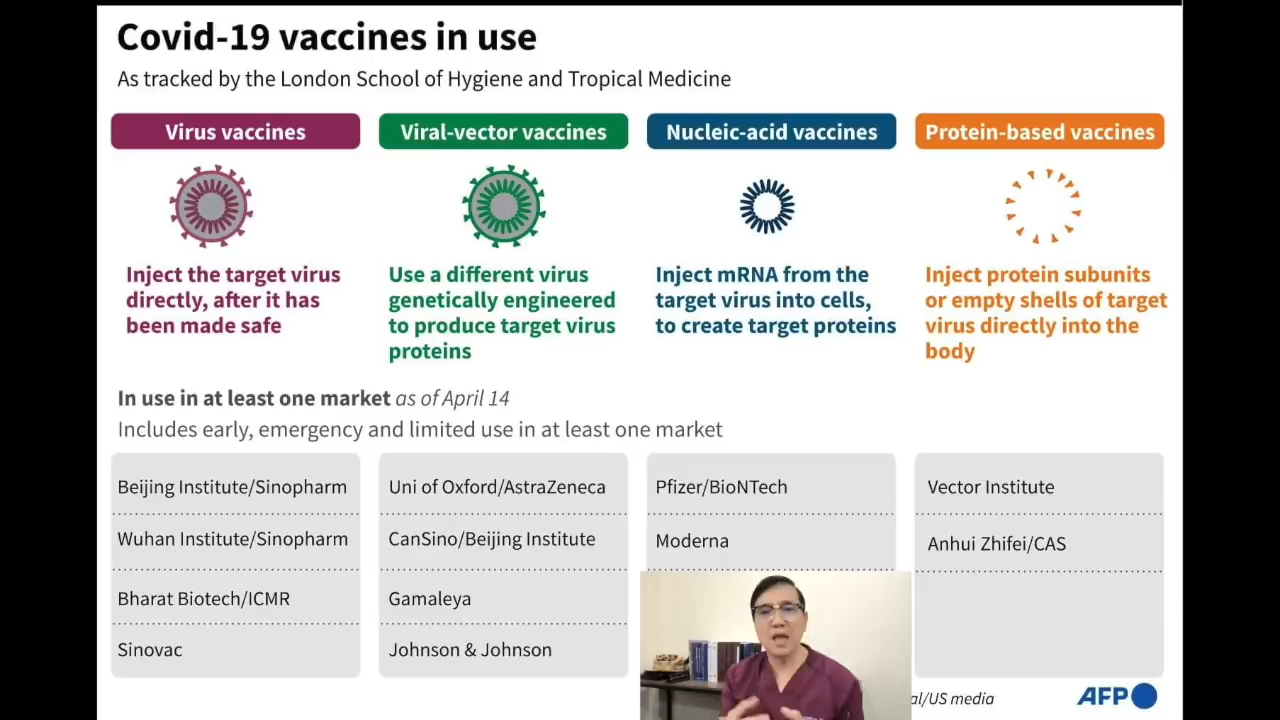 Covid-19 vaccines in use
As tracked by the London School of Hygiene and Tropical Medicine
Virus vaccines
Viral-vector vaccines
Nucleic-acid vaccines
Protein-based vaccines
Inject the target virus
directly, after it has
been made safe
Use a different virus
genetically engineered
to produce target virus
proteins
Inject mRNA from the
target virus into cells,
to create target proteins
Inject protein subunits
or empty shells of target
virus directly into the
body
In use in at least one market as of April 14
Includes early, emergency and limited use in at least one market
Beijing Institute/Sinopharm
Wuhan Institute/Sinopharm
Bharat Biotech/ICMR
Sinovac
Uni of Oxford/AstraZeneca
CanSino/Beijing Institute
Gamaleya
Johnson & Johnson
Pfizer/BioNTech
Moderna
Vector Institute
Anhui Zhifei/CAS
al/US media
AFP